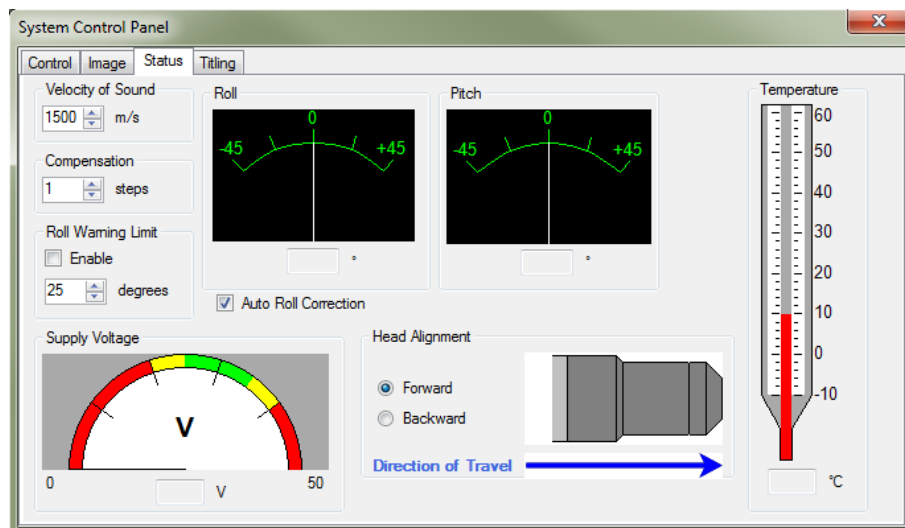 System Control Panel
Control Image Status Titling
Velocity of Sound
1500 m/s
Compensation
1 steps
Roll Warning Limit
Enable
25 degrees
Roll
-45 0 +45
°
Pitch
-45 0 +45
°
Auto Roll Correction
Supply Voltage
V
0 50
V
Head Alignment
Forward
Backward
Direction of Travel
Temperature
60
50
40
30
20
10
0
-10
°C